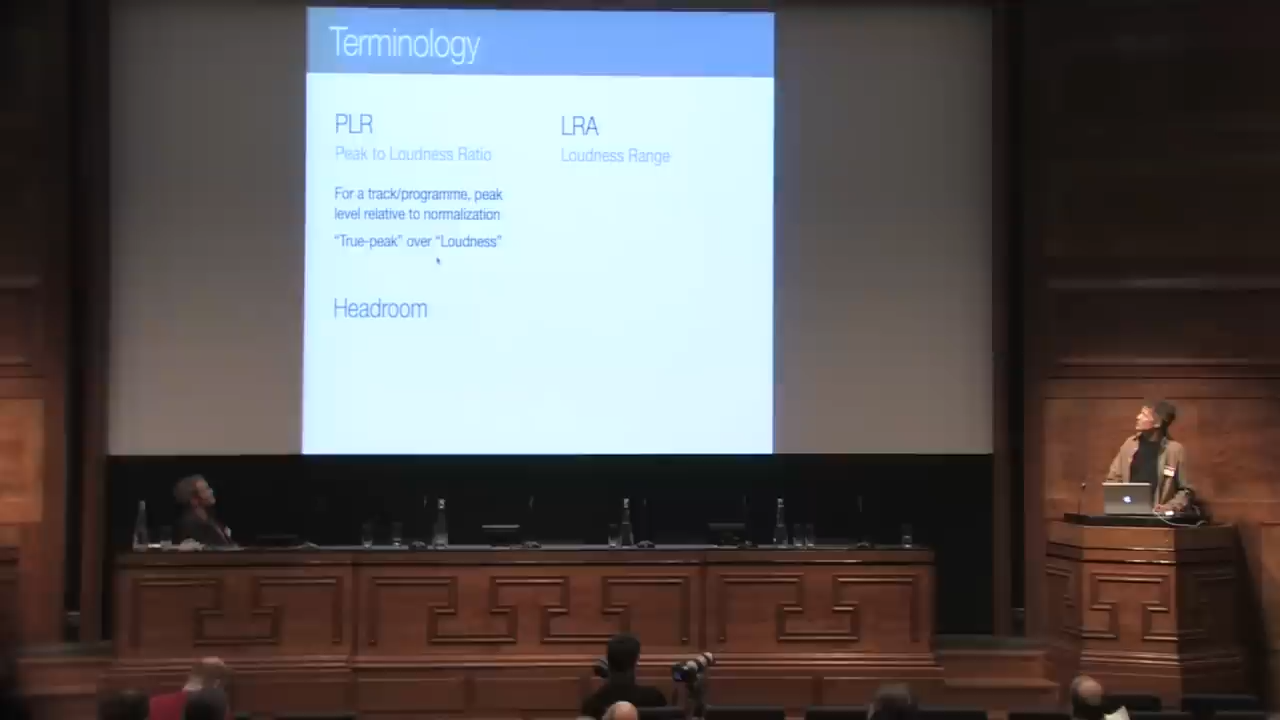 Terminology
PLR
Peak to Loudness Ratio
For a track/programme, peak
level relative to normalization
“True-peak” over “Loudness”
Headroom
LRA
Loudness Range